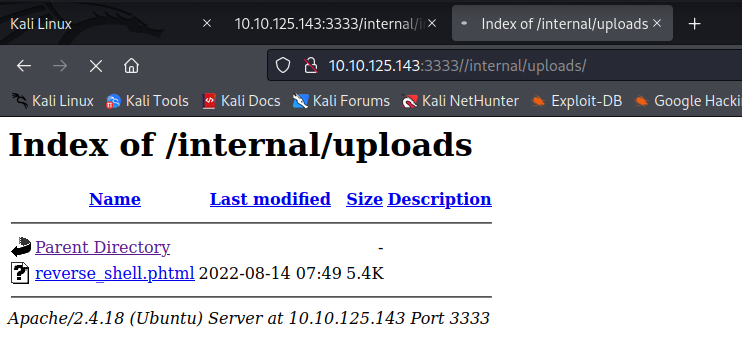 Kali Linux
10.10.125.143:3333/internal/
Index of /internal/uploads
10.10.125.143:3333//internal/uploads/
Kali Linux Kali Tools Kali Docs Kali Forums Kali NetHunter Exploit-DB Google
Index of /internal/uploads
Name Last modified Size Description
Parent Directory -
reverse_shell.phtml 2022-08-14 07:49 5.4K
Apache/2.4.18 (Ubuntu) Server at 10.10.125.143 Port 3333